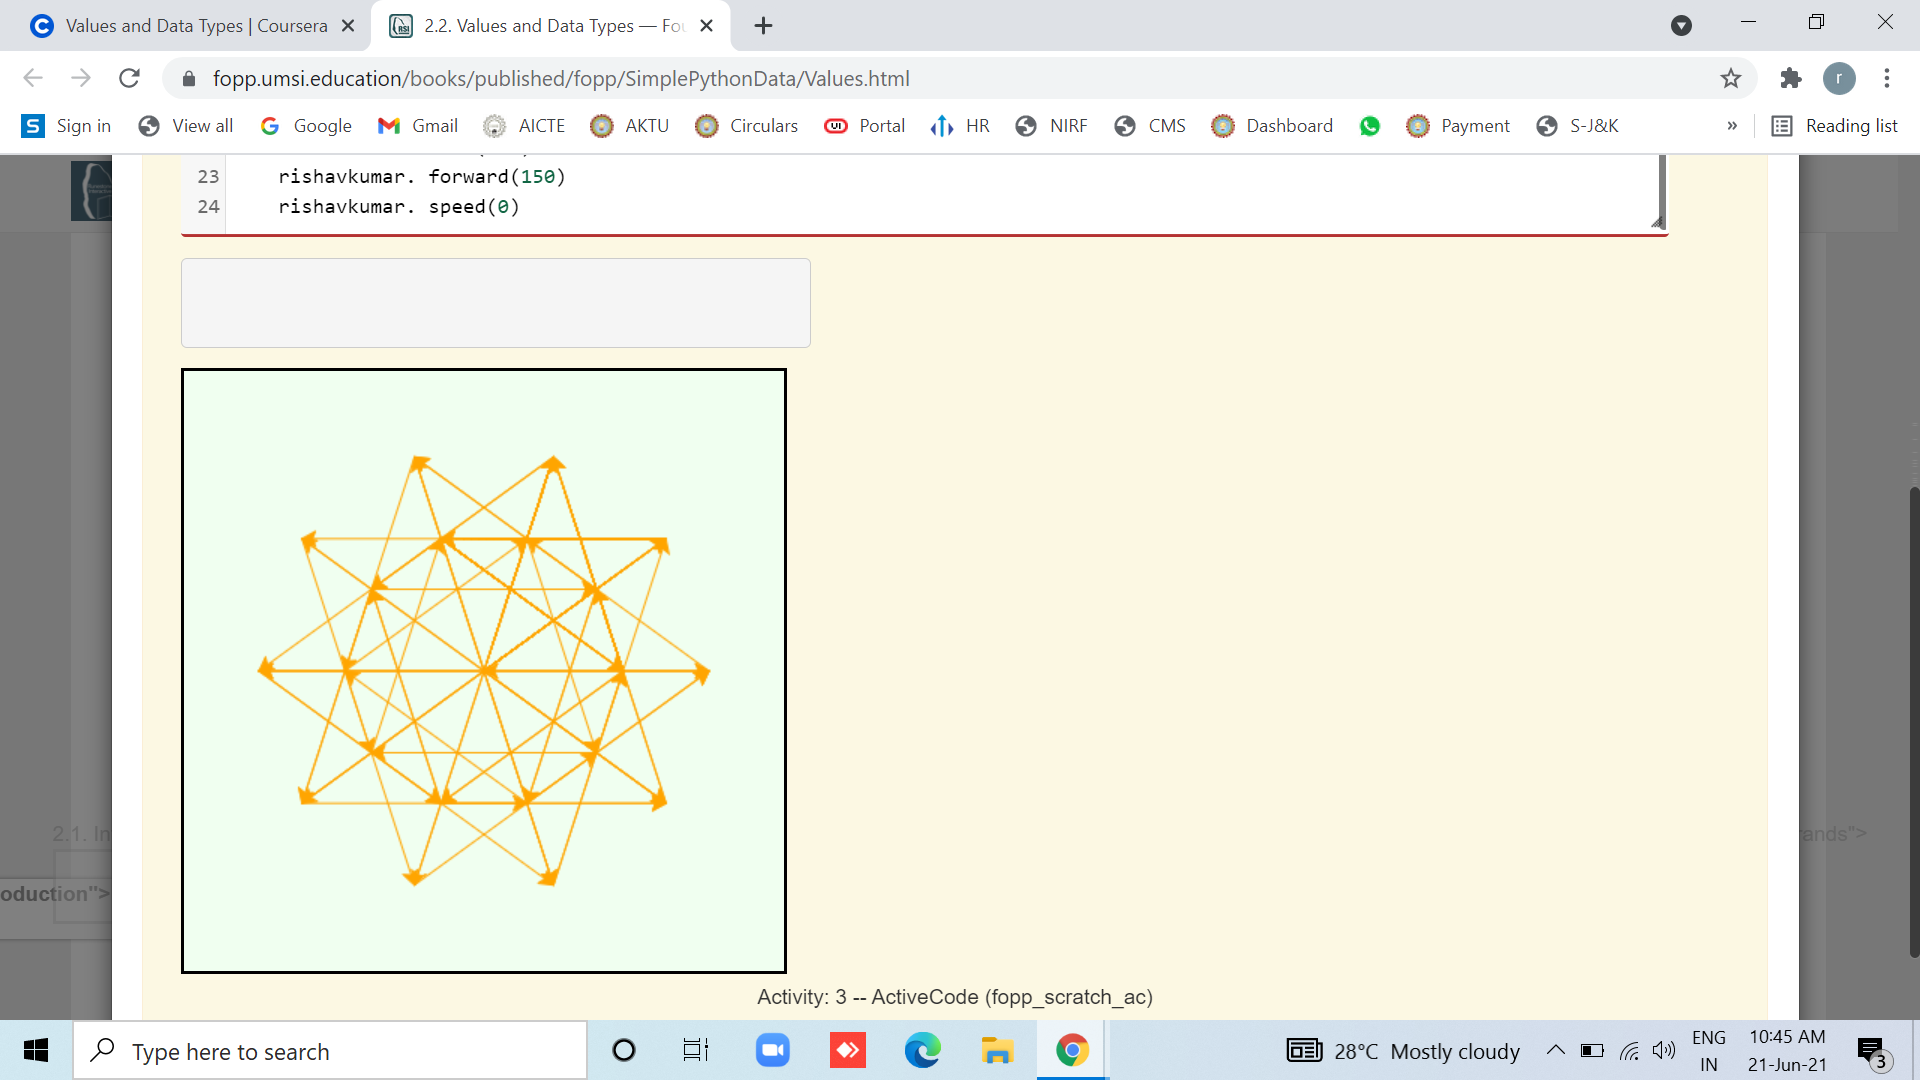 Values and Data Types | Coursera
2.2. Values and Data Types — Fou
fopp.umsi.education/books/published/fopp/SimplePythonData/Values.html
r
S Sign in View all Google Gmail AICTE AKTU Circulars Portal HR NIRF CMS Dashboard Payment S-J&K » Reading list
23 rishavkumar. forward(150)
24 rishavkumar. speed(0)
2.1. In
rands">
oduction">
Activity: 3 -- ActiveCode (fopp_scratch_ac)
Type here to search
28°C Mostly cloudy
ENG
IN
10:45 AM
21-Jun-21
3